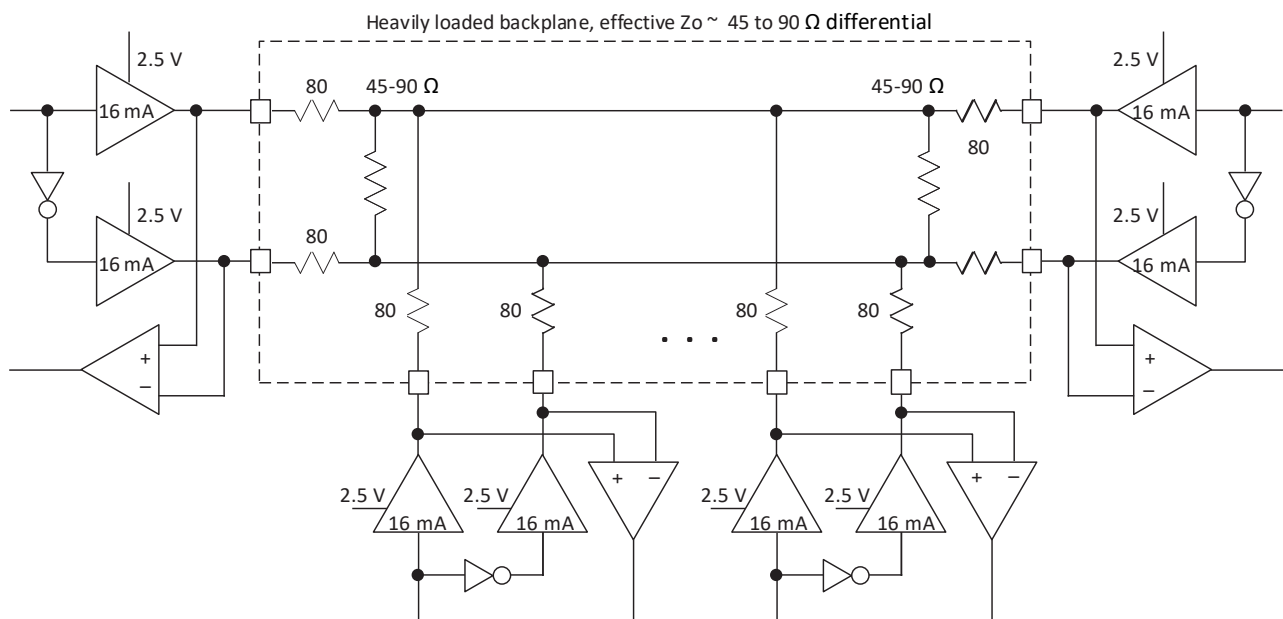 Heavily loaded backplane, effective Zo ~ 45 to 90 Ω differential
2.5 V
2.5 V
80
45-90 Ω
45-90 Ω
16 mA
16 mA
80
2.5 V
80
2.5 V
16 mA
16 mA
80
80
80
80
+
−
. . .
+
−
+
−
+
−
2.5 V
2.5 V
2.5 V
2.5 V
16 mA
16 mA
16 mA
16 mA